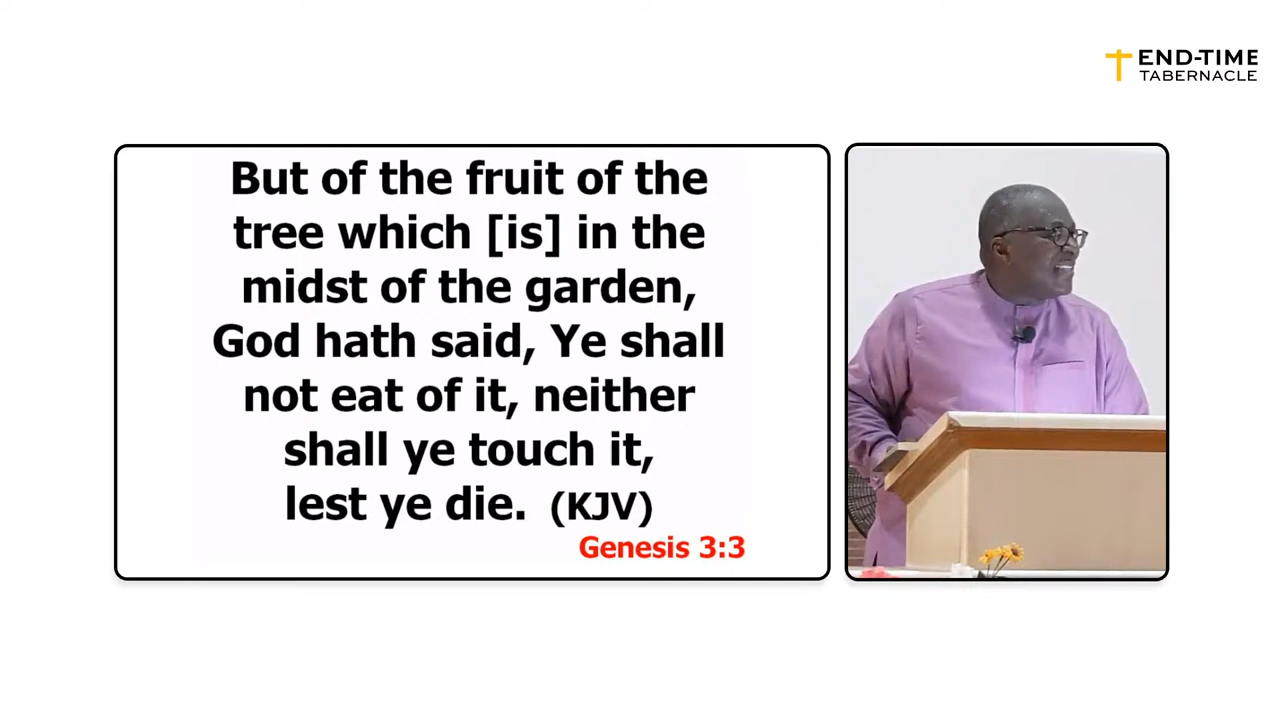 END-TIME
TABERNACLE
But of the fruit of the
tree which [is] in the
midst of the garden,
God hath said, Ye shall
not eat of it, neither
shall ye touch it,
lest ye die. (KJV)
Genesis 3:3